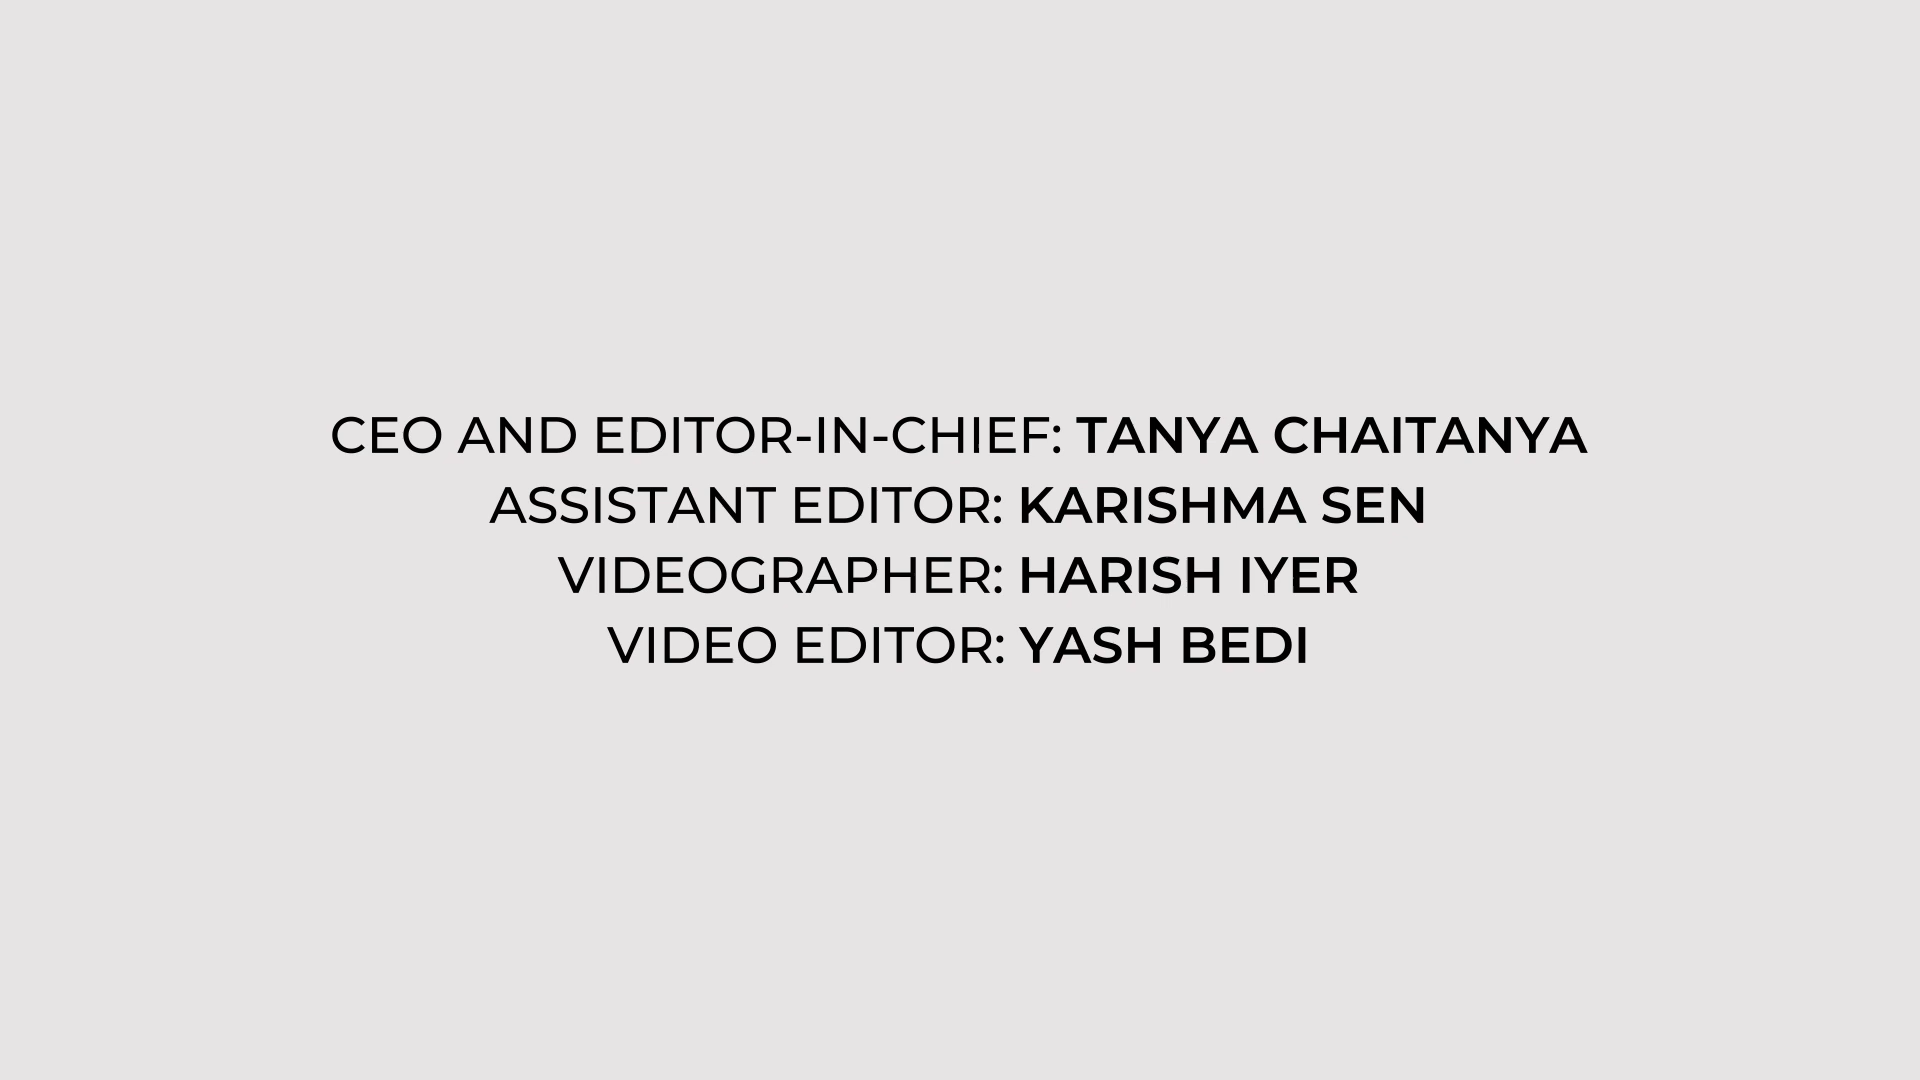 CEO AND EDITOR-IN-CHIEF: TANYA CHAITANYA
ASSISTANT EDITOR: KARISHMA SEN
VIDEOGRAPHER: HARISH IYER
VIDEO EDITOR: YASH BEDI